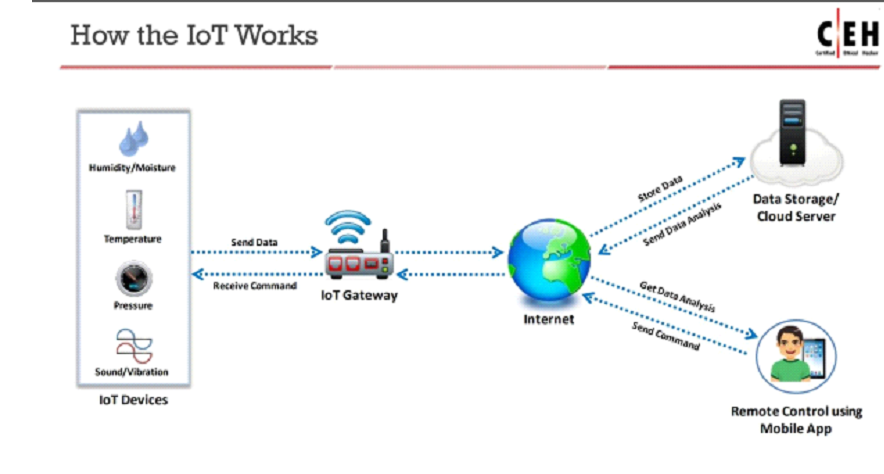 How the IoT Works
C|EH
Certified Ethical Hacker
Humidity/Moisture
Temperature
Pressure
Sound/Vibration
IoT Devices
Send Data
Receive Command
IoT Gateway
Internet
Store Data
Send Data Analysis
Data Storage/
Cloud Server
Get Data Analysis
Send Command
Remote Control using
Mobile App